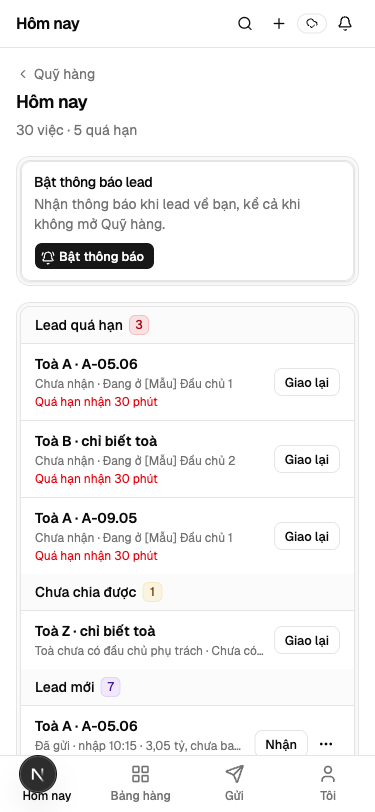 Hôm nay
Quỹ hàng
Hôm nay
30 việc · 5 quá hạn
Bật thông báo lead
Nhận thông báo khi lead về bạn, kể cả khi
không mở Quỹ hàng.
Bật thông báo
Lead quá hạn 3
Toà A · A-05.06
Chưa nhận · Đang ở [Mẫu] Đầu chủ 1
Quá hạn nhận 30 phút
Giao lại
Toà B · chỉ biết toà
Chưa nhận · Đang ở [Mẫu] Đầu chủ 2
Quá hạn nhận 30 phút
Giao lại
Toà A · A-09.05
Chưa nhận · Đang ở [Mẫu] Đầu chủ 1
Quá hạn nhận 30 phút
Giao lại
Chưa chia được 1
Toà Z · chỉ biết toà
Toà chưa có đầu chủ phụ trách · Chưa có...
Giao lại
Lead mới 7
Toà A · A-05.06
Đã gửi · nhập 10:15 · 3,05 tỷ, chưa ba...
Nhận
N
Hôm nay
Bảng hàng
Gửi
Tôi